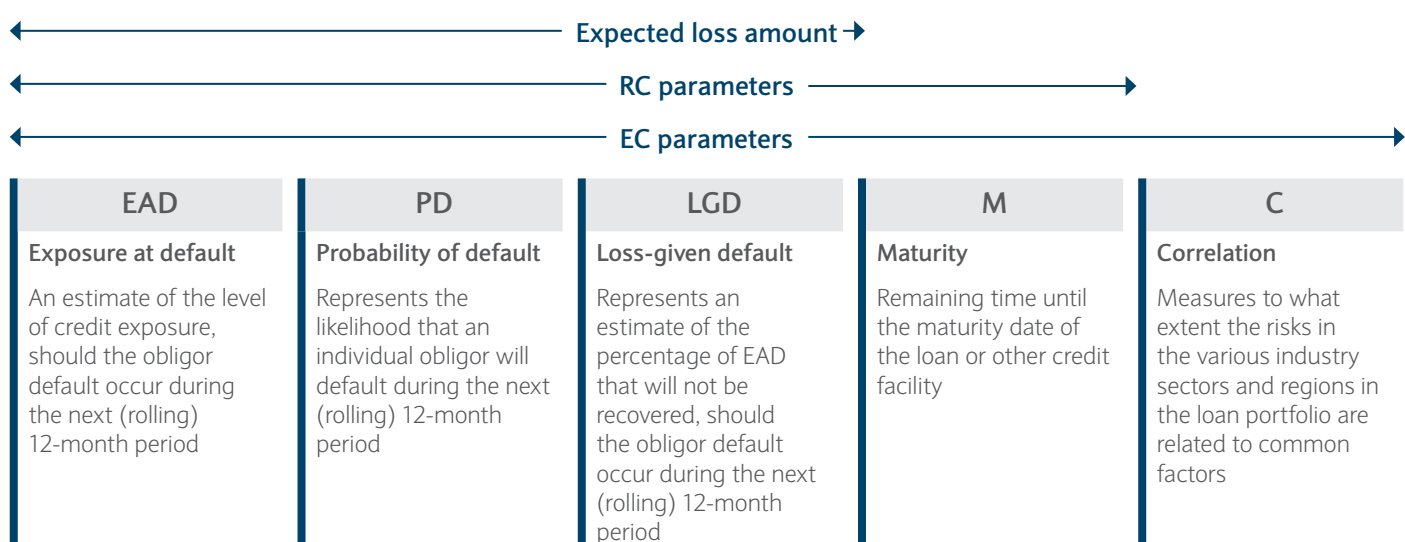 Expected loss amount
RC parameters
EC parameters
EAD
Exposure at default
An estimate of the level
of credit exposure,
should the obligor
default occur during
the next (rolling)
12-month period
PD
Probability of default
Represents the
likelihood that an
individual obligor will
default during the next
(rolling) 12-month
period
LGD
Loss-given default
Represents an
estimate of the
percentage of EAD
that will not be
recovered, should
the obligor default
occur during the next
(rolling) 12-month
period
M
Maturity
Remaining time until
the maturity date of
the loan or other credit
facility
C
Correlation
Measures to what
extent the risks in
the various industry
sectors and regions in
the loan portfolio are
related to common
factors